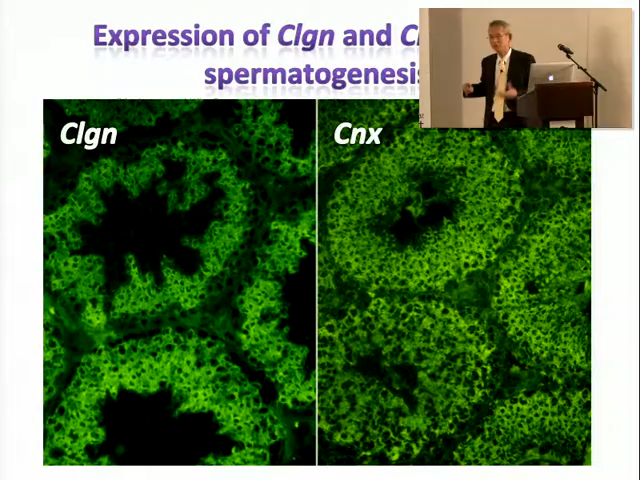 Expression of Clgn and
spermatogenesis
Clgn
Cnx